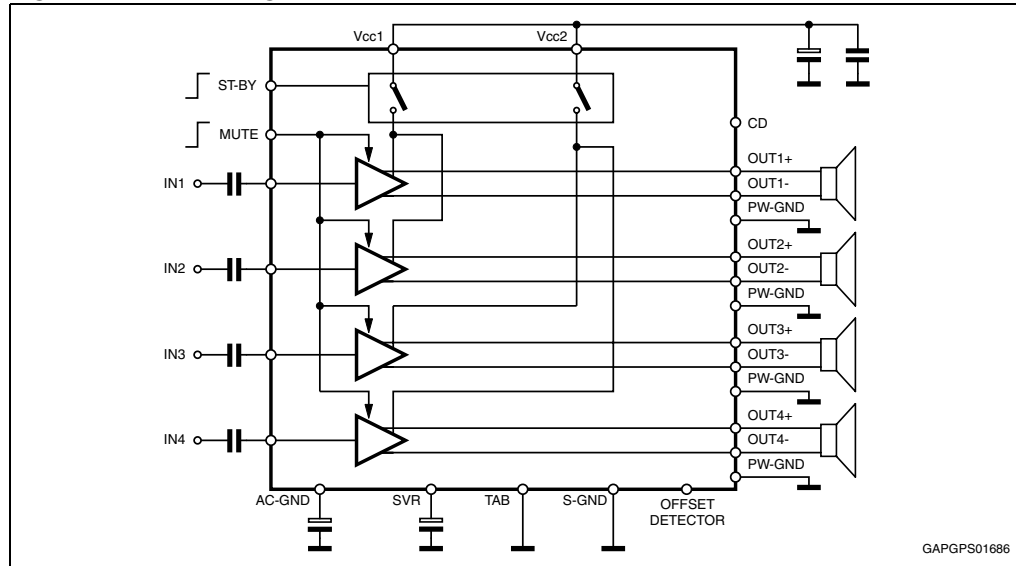 Vcc1
Vcc2
ST-BY
MUTE
CD
OUT1+
IN1
OUT1-
PW-GND
OUT2+
IN2
OUT2-
PW-GND
OUT3+
IN3
OUT3-
PW-GND
OUT4+
IN4
OUT4-
PW-GND
AC-GND
SVR
TAB
S-GND
OFFSET
DETECTOR
GAPGPS01686